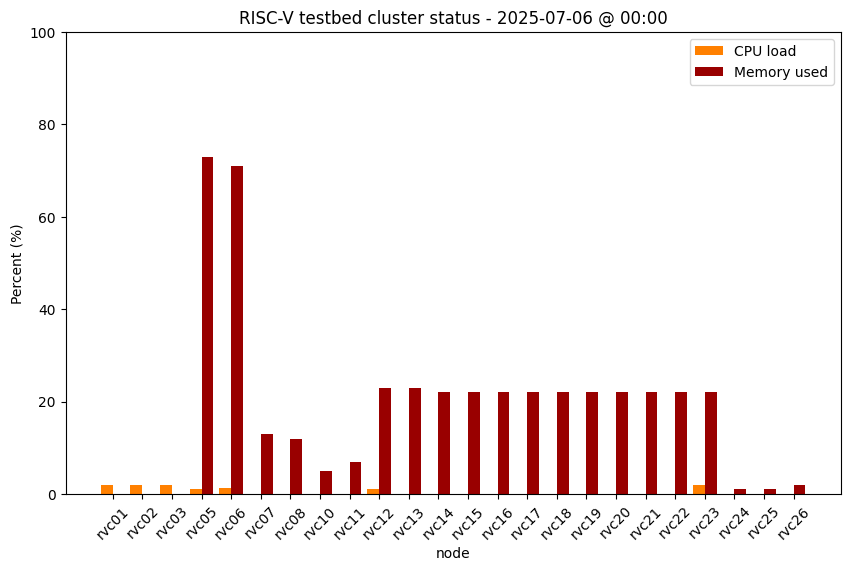 RISC-V testbed cluster status - 2025-07-06 @ 00:00
CPU load
Memory used
Percent (%)
100
80
60
40
20
0
rvc01 rvc02 rvc03 rvc05 rvc06 rvc07 rvc08 rvc10 rvc11 rvc12 rvc13 rvc14 rvc15 rvc16 rvc17 rvc18 rvc19 rvc20 rvc21 rvc22 rvc23 rvc24 rvc25 rvc26
node